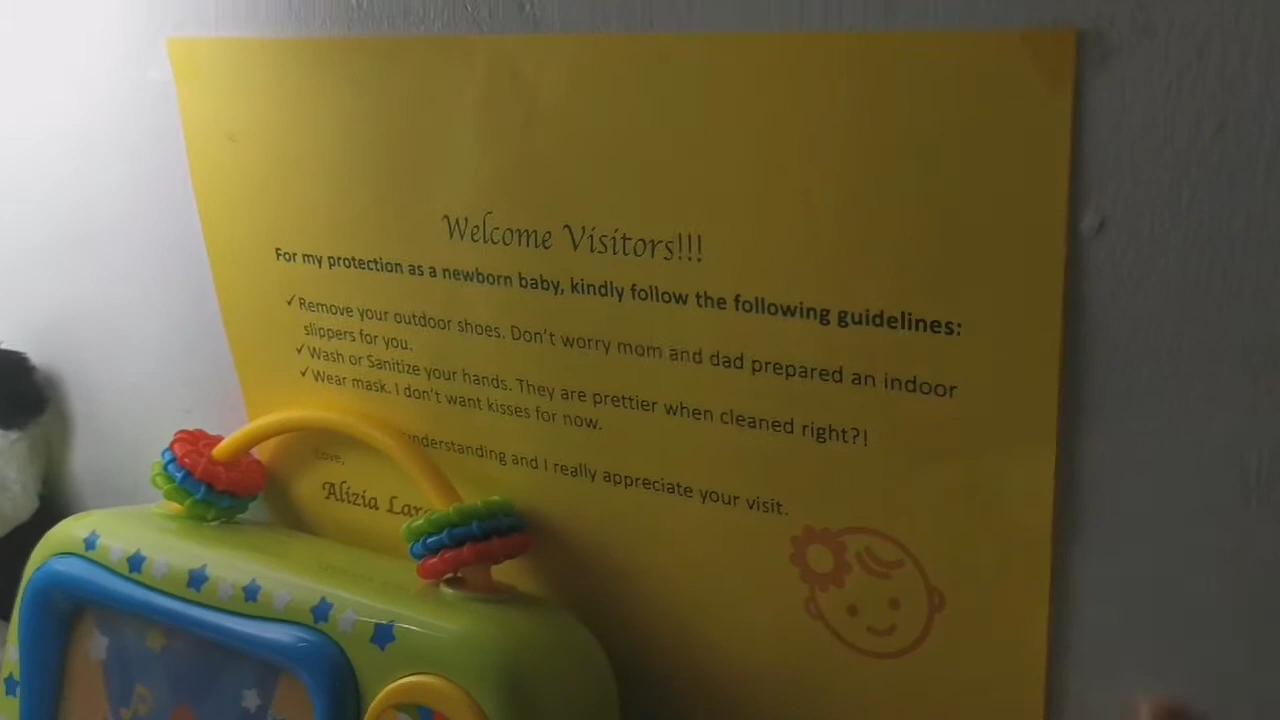 Welcome Visitors!!!
For my protection as a newborn baby, kindly follow the following guidelines:
✓Remove your outdoor shoes. Don't worry mom and dad prepared an indoor
slippers for you.
✓Wash or Sanitize your hands. They are prettier when cleaned right?!
✓Wear mask. I don't want kisses for now.
understanding and I really appreciate your visit.
Love,
Alizia